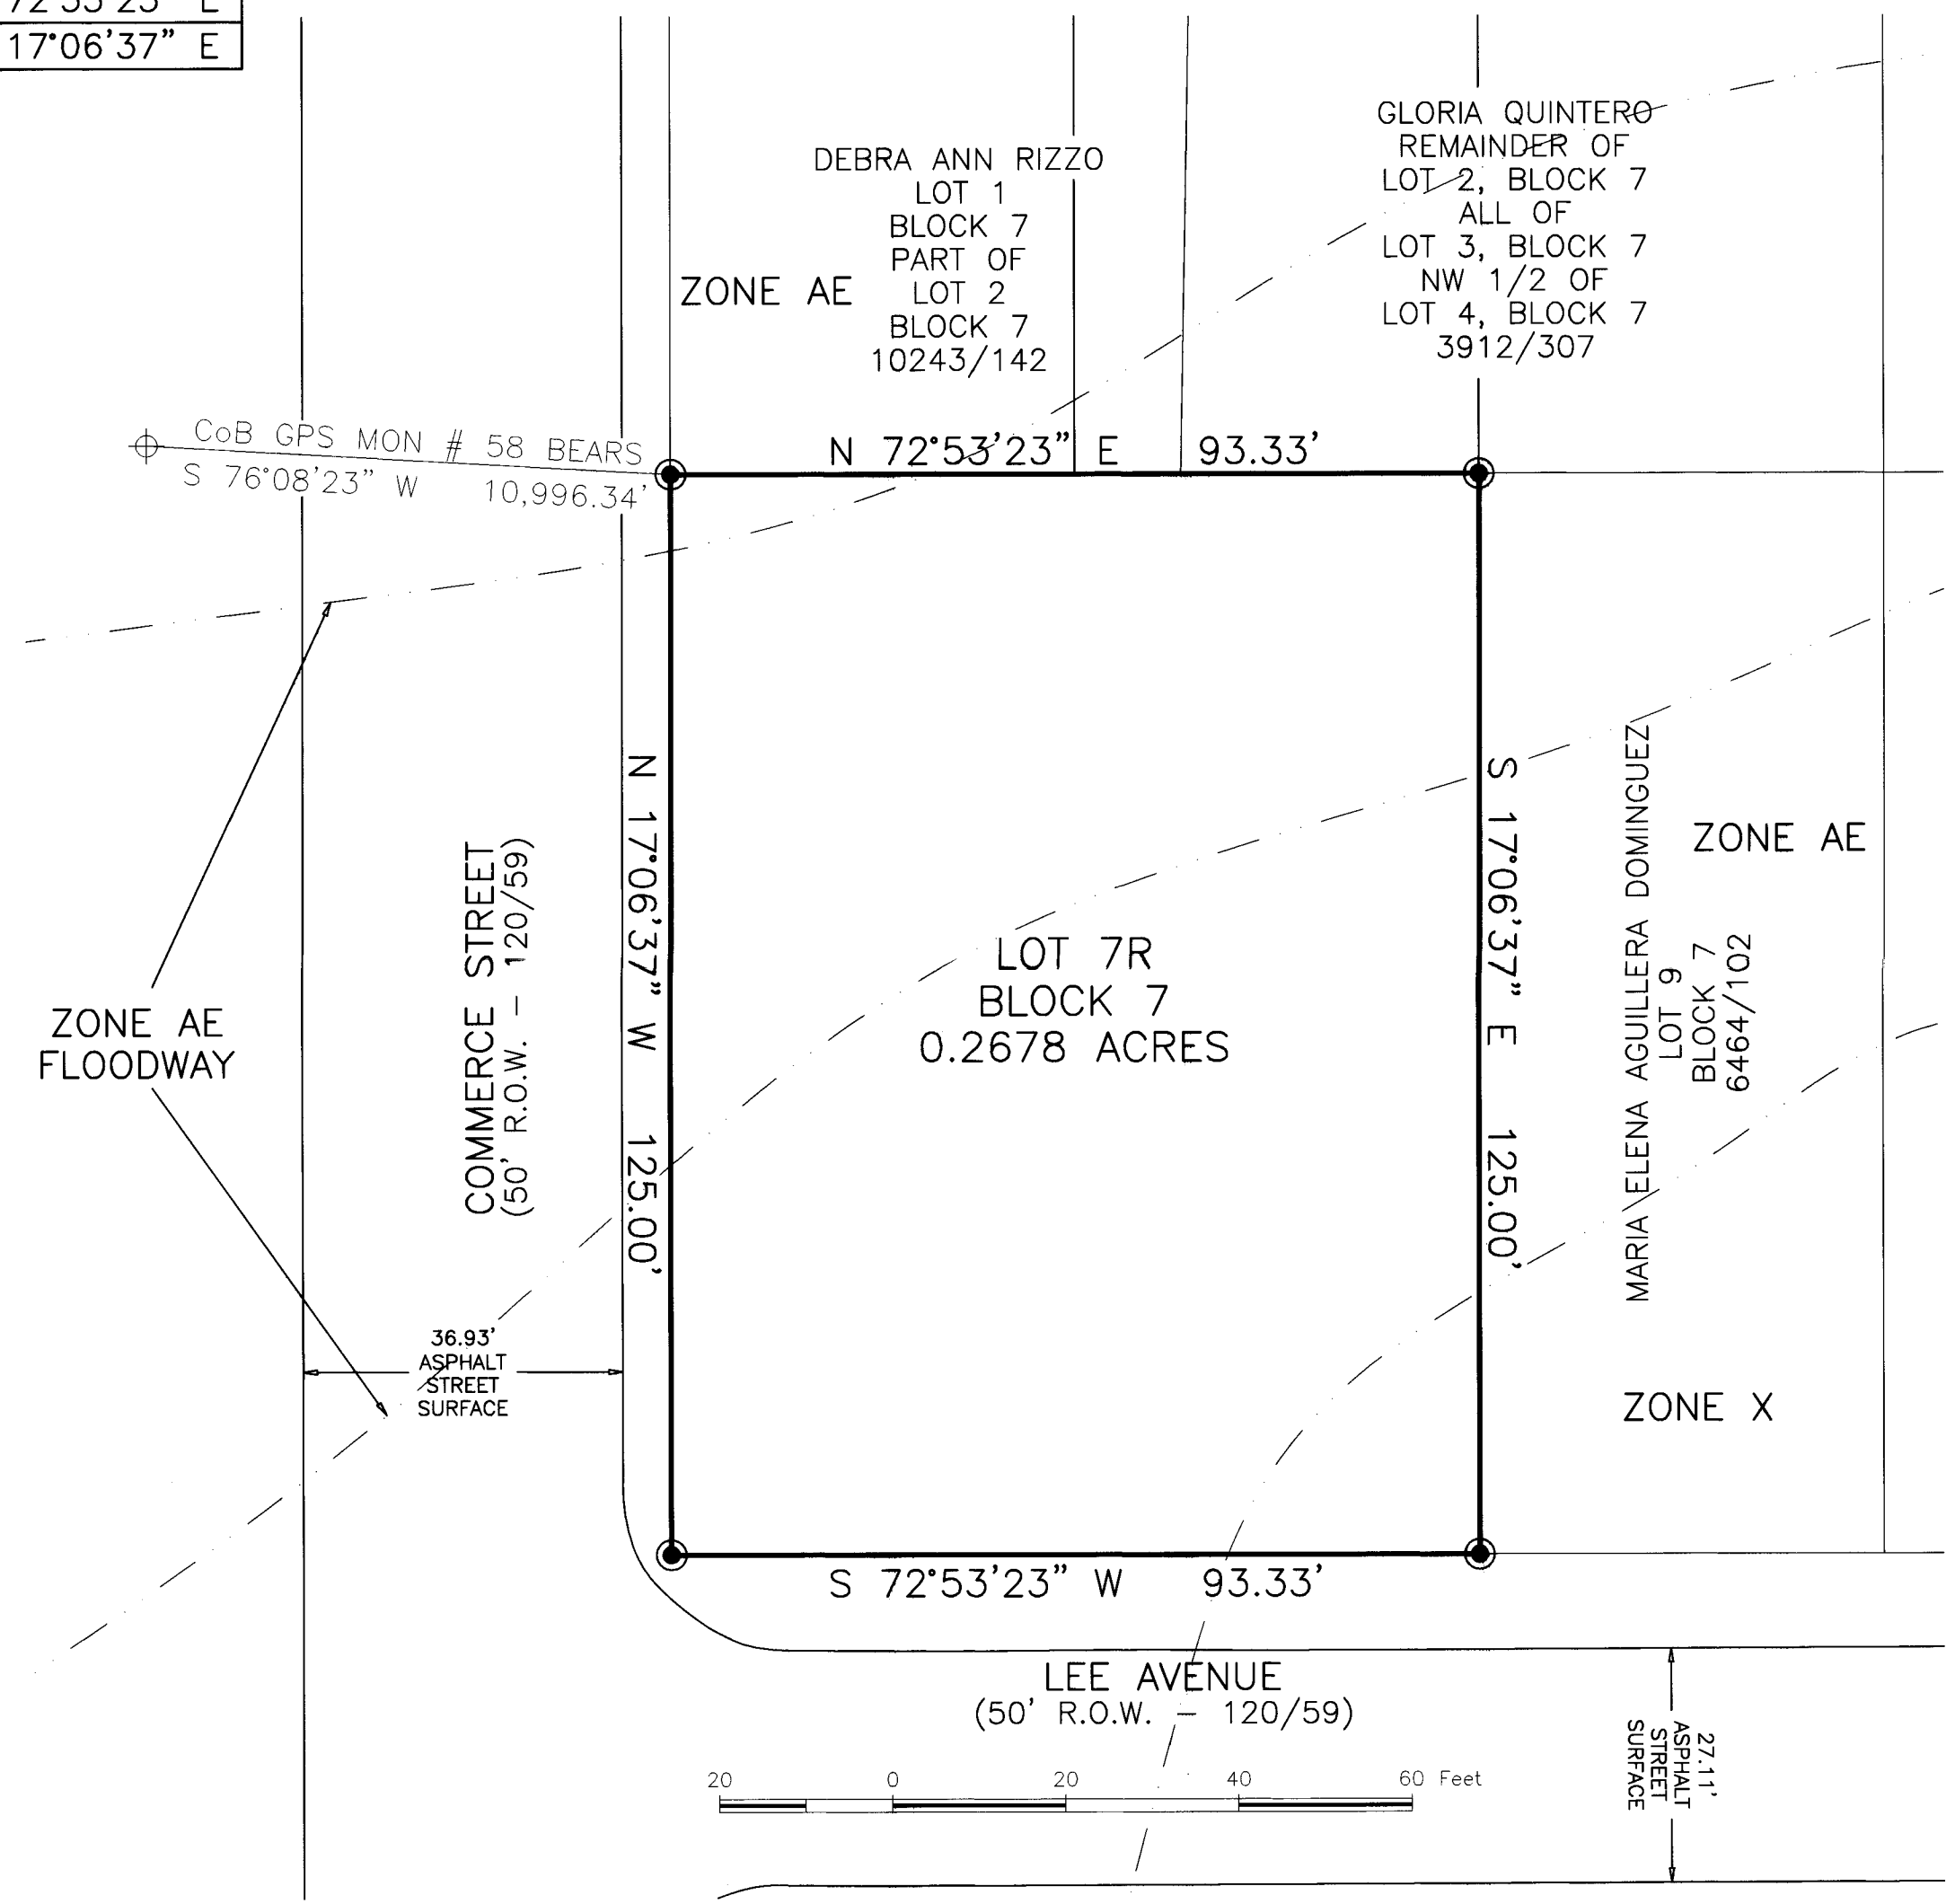 17°06'37" E
GLORIA QUINTERO
REMAINDER OF
LOT 2, BLOCK 7
ALL OF
LOT 3, BLOCK 7
NW 1/2 OF
LOT 4, BLOCK 7
3912/307
DEBRA ANN RIZZO
LOT 1
BLOCK 7
PART OF
LOT 2
BLOCK 7
10243/142
ZONE AE
CoB GPS MON # 58 BEARS
S 76°08'23" W 10,996.34'
N 72°53'23" E 93.33'
N 17°06'37" W 125.00'
S 17°06'37" E 125.00'
COMMERCE STREET
(50' R.O.W. - 120/59)
MARIA ELENA AGUILLERA DOMINGUEZ
LOT 9
BLOCK 7
6464/102
ZONE AE
LOT 7R
BLOCK 7
0.2678 ACRES
ZONE AE
FLOODWAY
36.93'
ASPHALT
STREET
SURFACE
ZONE X
S 72°53'23" W 93.33'
LEE AVENUE
(50' R.O.W. - 120/59)
27.11'
ASPHALT
STREET
SURFACE
20 0 20 40 60 Feet